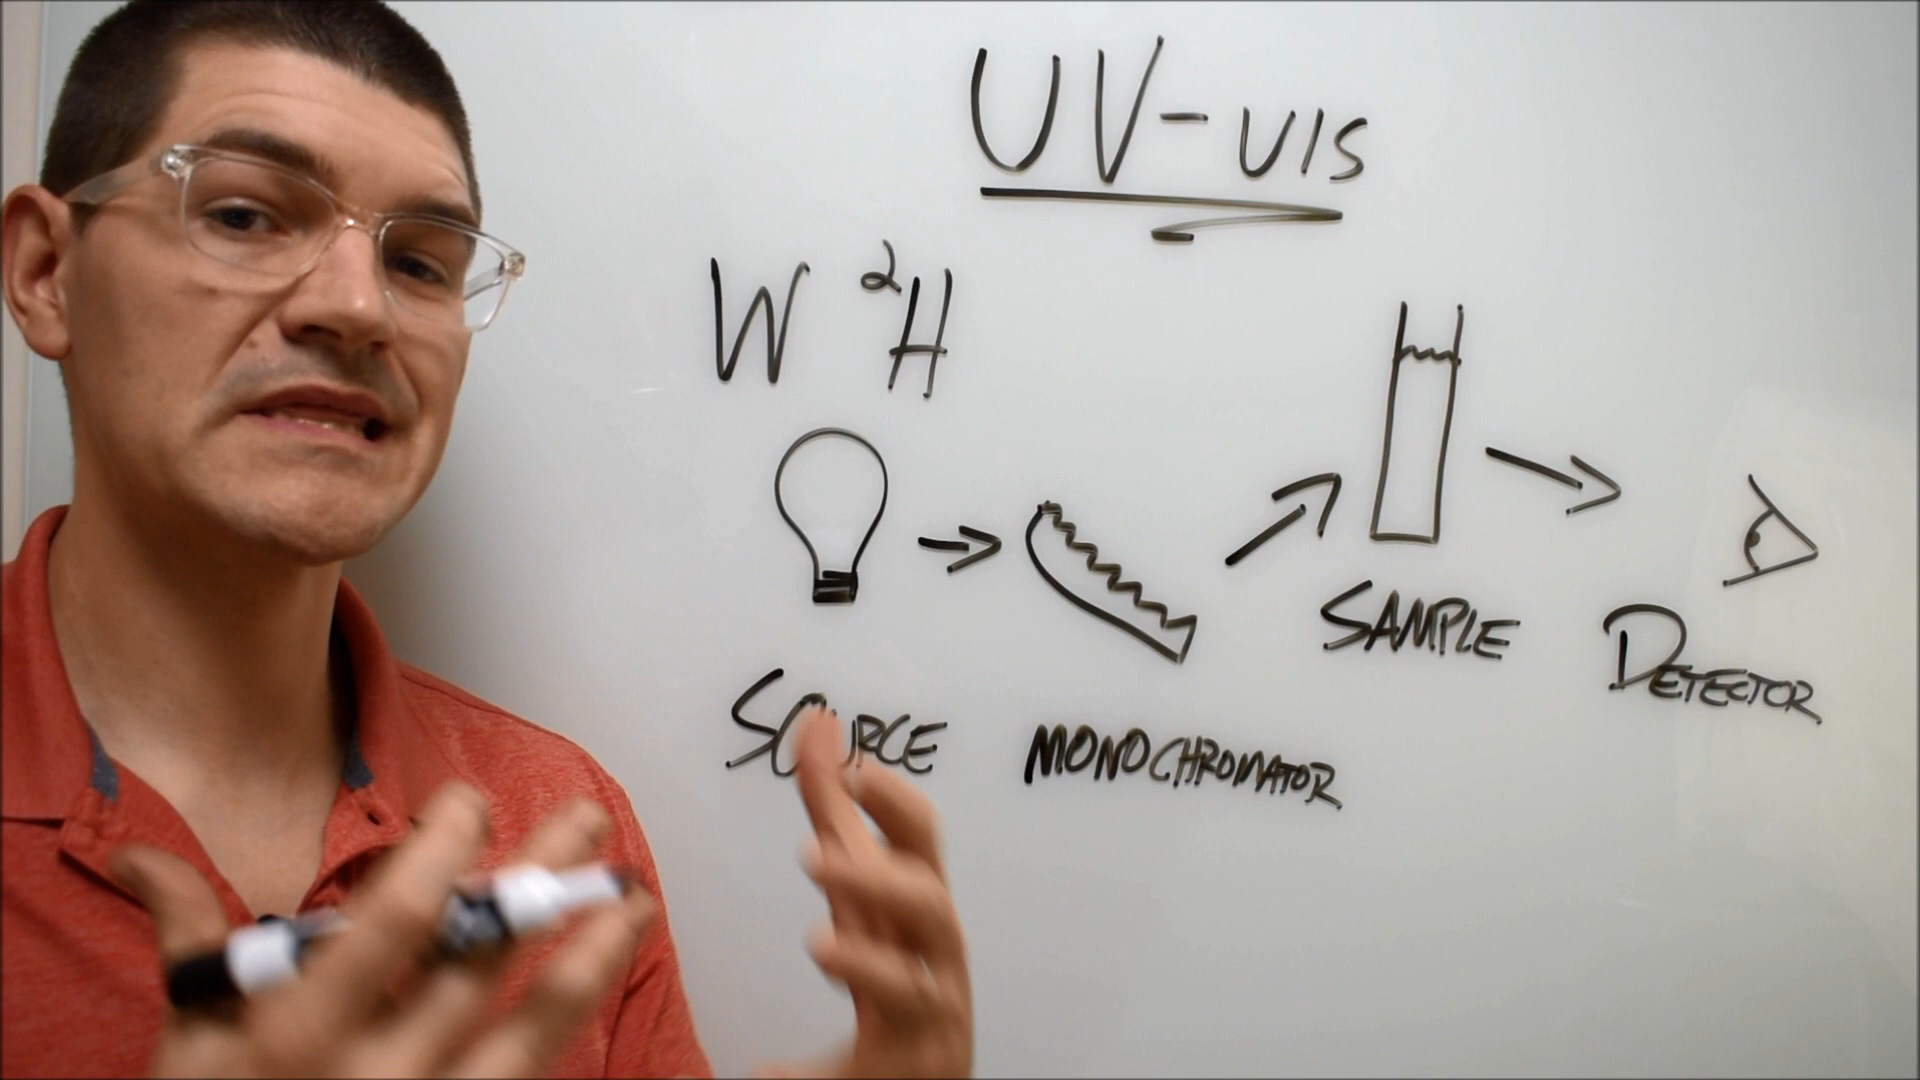 UV-vis
W ²H
SOURCE
MONOCHROMATOR
SAMPLE
DETECTOR